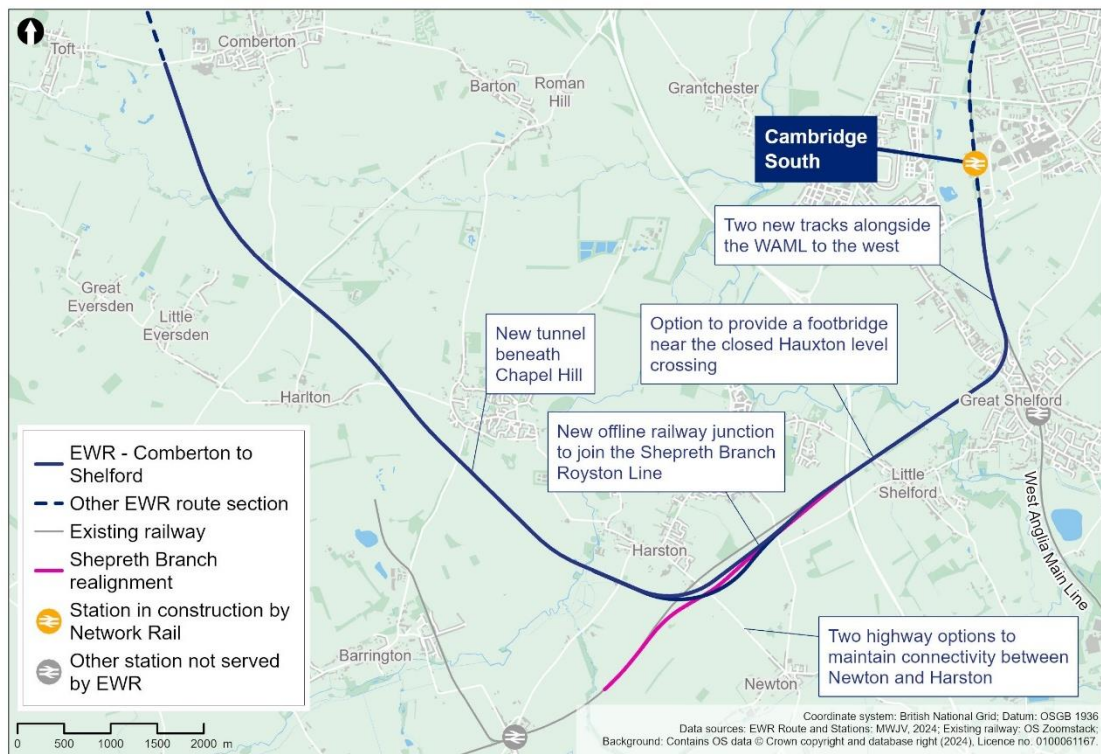 Toft
Comberton
Barton
Roman
Hill
Grantchester
Cambridge
South
Two new tracks alongside
the WAML to the west
Great
Eversden
Little
Eversden
New tunnel
beneath
Chapel Hill
Option to provide a footbridge
near the closed Hauxton level
crossing
Harlton
Great Shelford
New offline railway junction
to join the Shepreth Branch
Royston Line
Little
Shelford
West Anglia Main Line
EWR - Comberton to
Shelford
Other EWR route section
Existing railway
Shepreth Branch
realignment
Station in construction by
Network Rail
Other station not served
by EWR
Harston
Barrington
Newton
Two highway options to
maintain connectivity between
Newton and Harston
0 500 1000 1500 2000 m
Coordinate system: British National Grid; Datum: OSGB 1936
Data sources: EWR Route and Stations: MWJV, 2024; Existing railway: OS Zoomstack;
Background: Contains OS data © Crown copyright and database right (2024), Licence no. 0100061167.